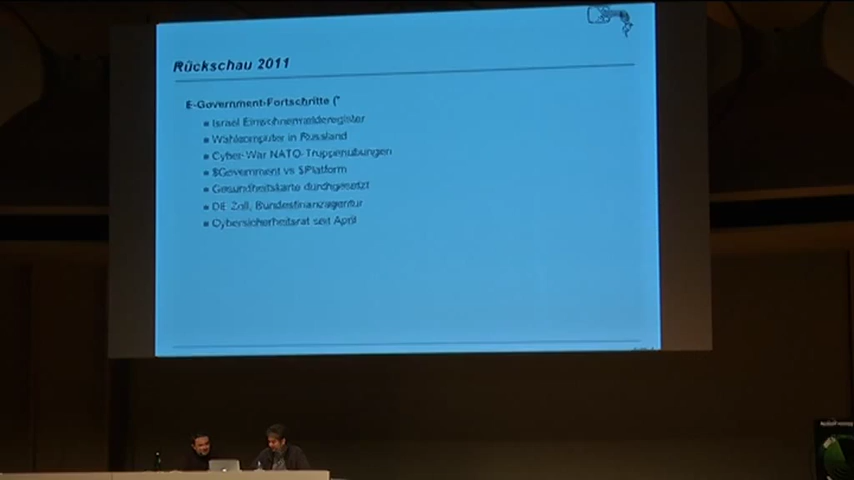 Rückschau 2011
E-Government-Fortschritte ("
Israel Einwohnermelderegister
Wahlcomputer in Russland
Cyber-War NATO-Truppenübungen
$Government vs $Platform
Gesundheitskarte durchgesetzt
DE Zoll, Bundesfinanzagentur
Cybersicherheitsrat seit April